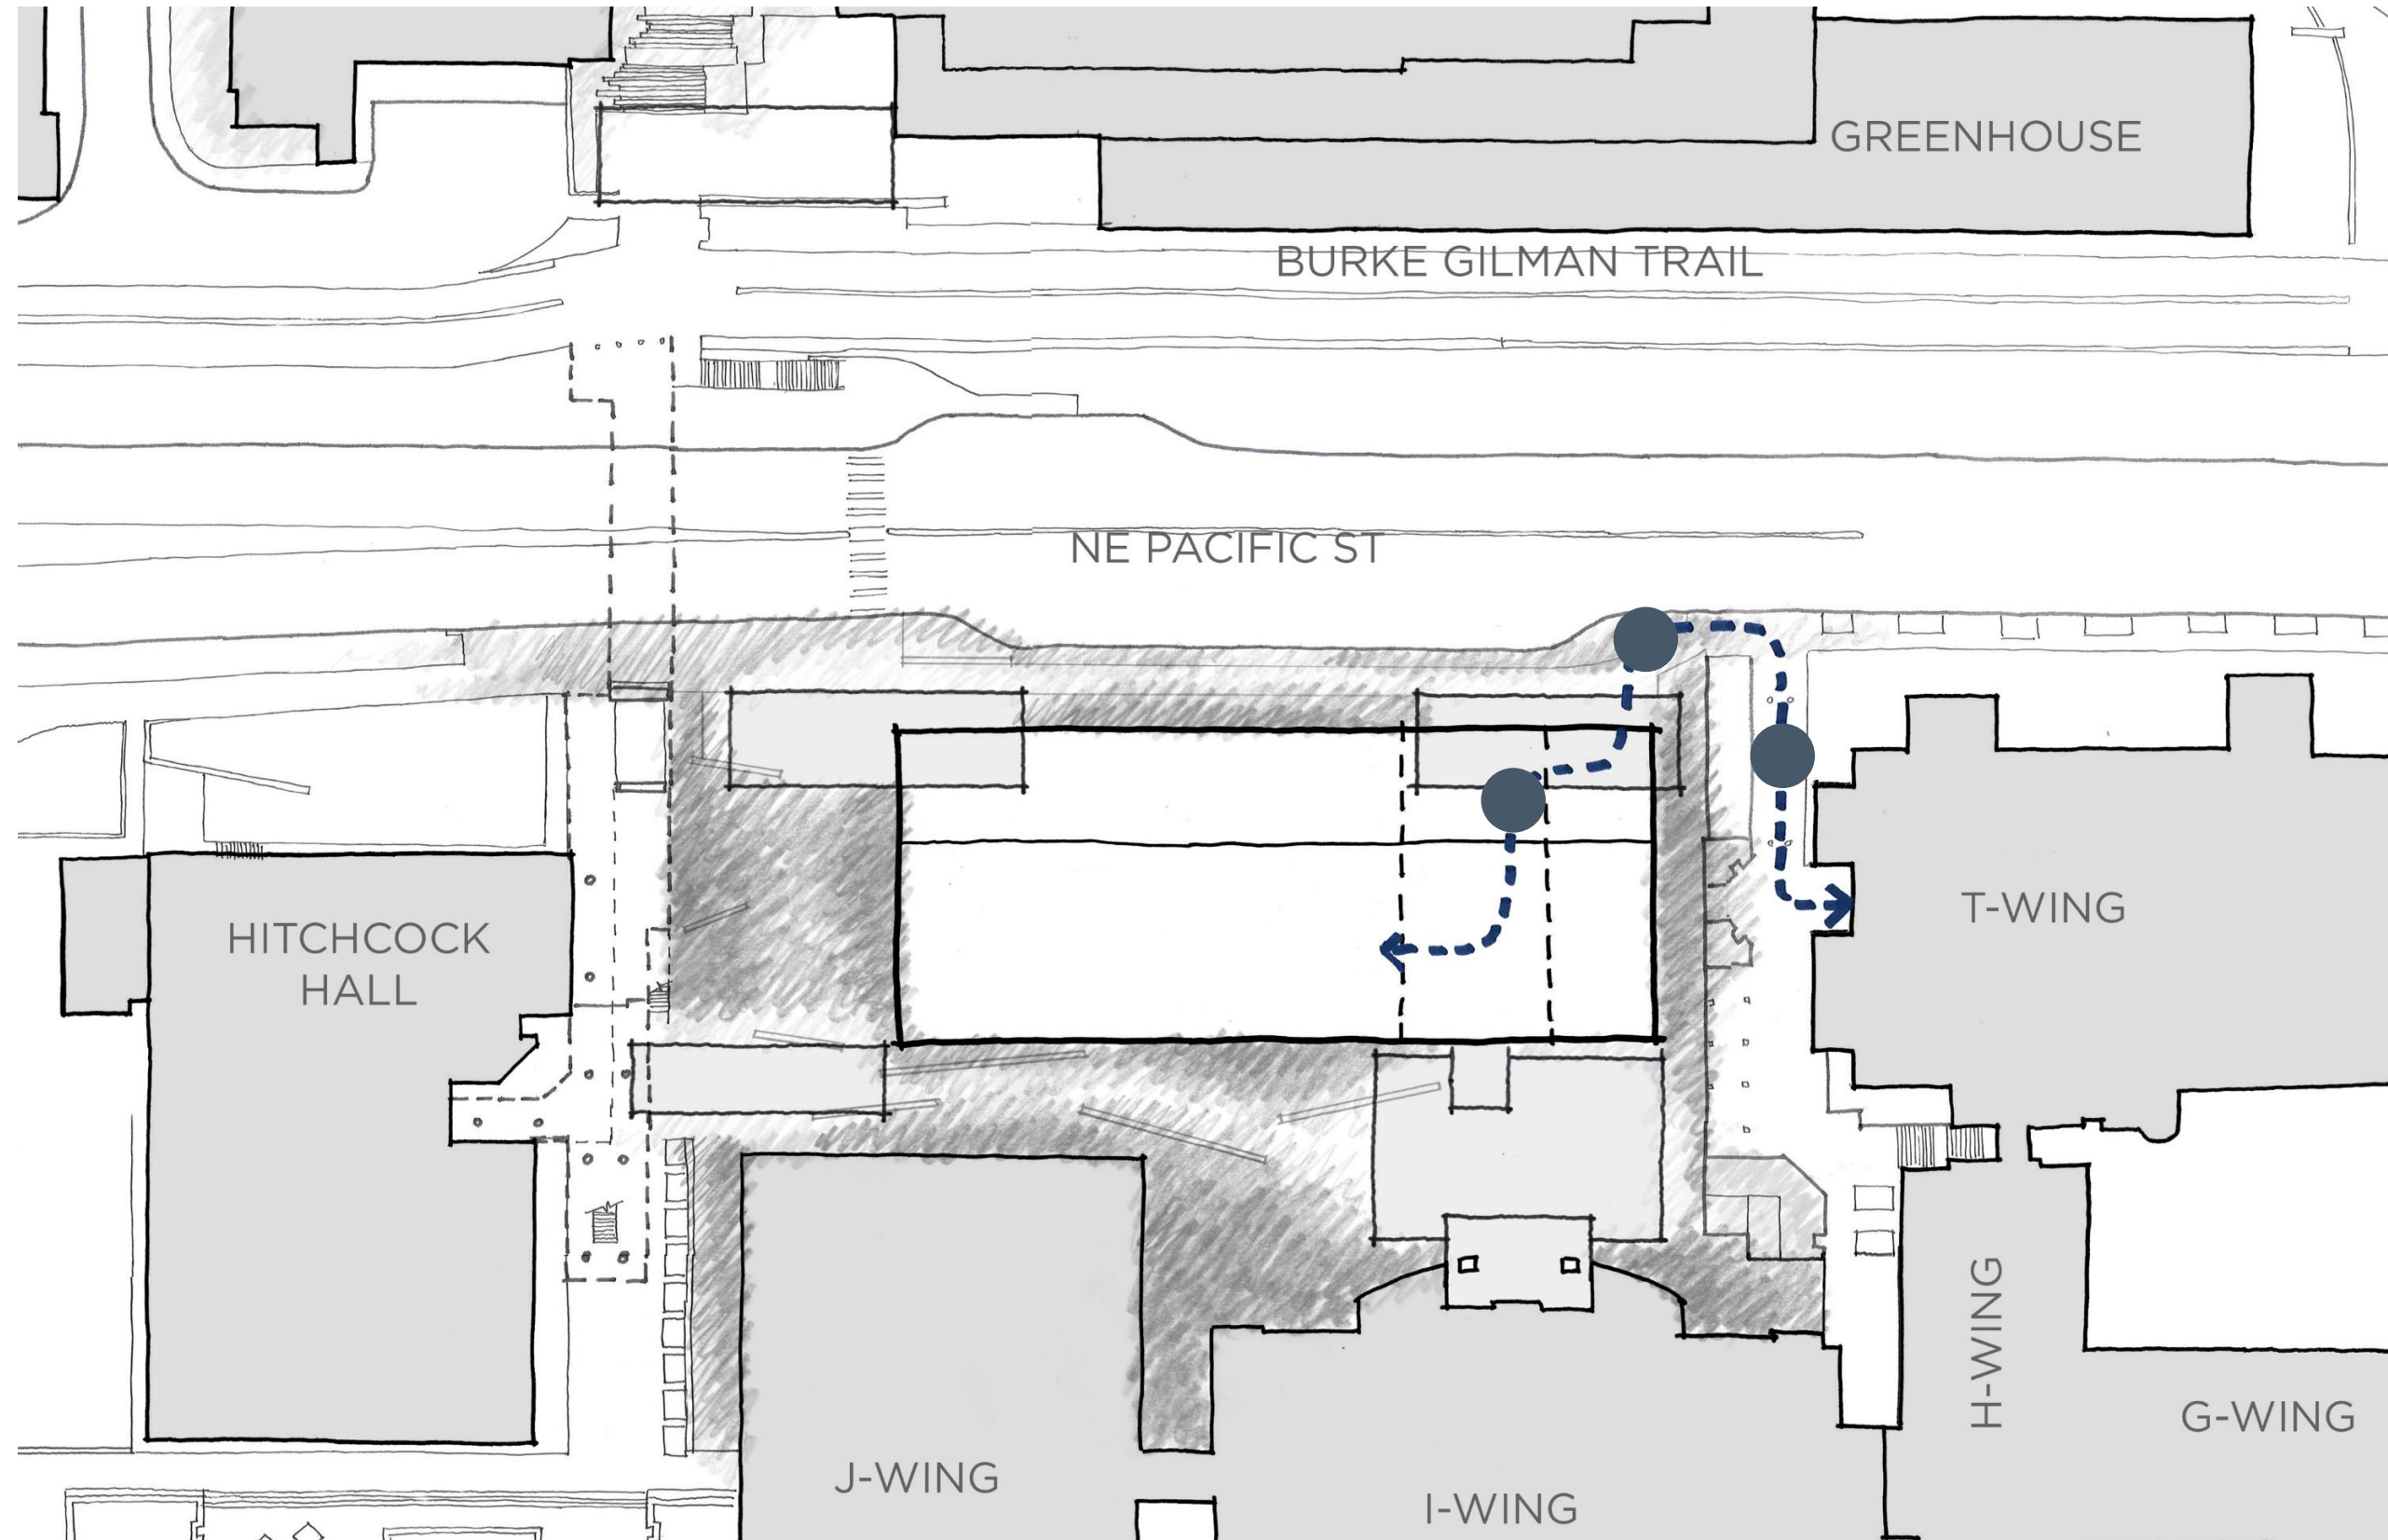 GREENHOUSE
BURKE GILMAN TRAIL
NE PACIFIC ST
HITCHCOCK
HALL
T-WING
H-WING
G-WING
J-WING
I-WING